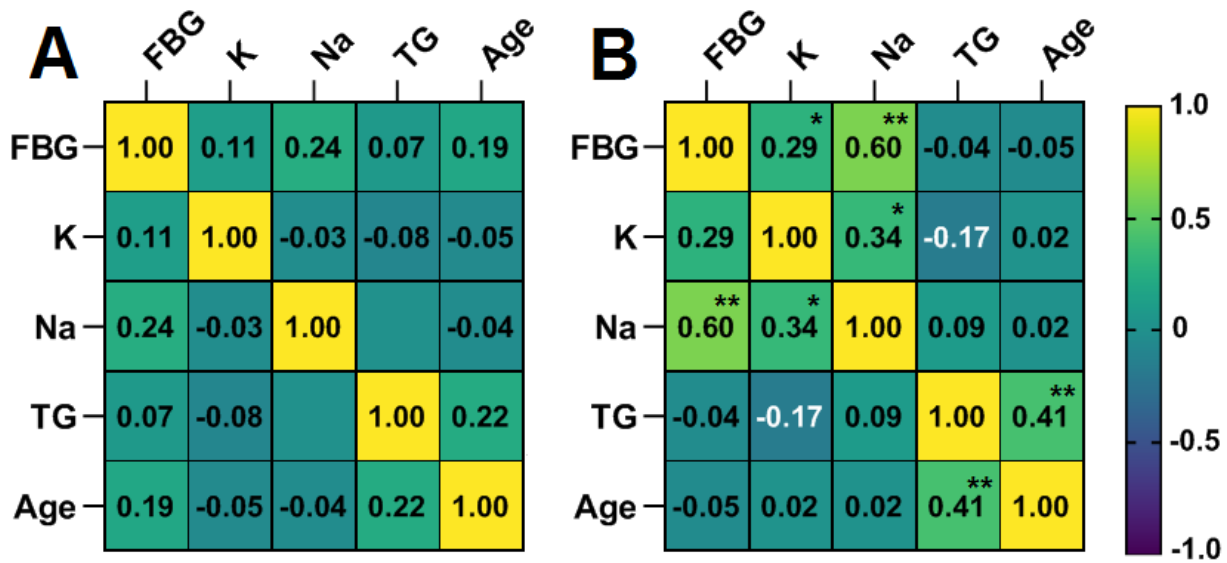 A
FBG K Na TG Age
FBG 1.00 0.11 0.24 0.07 0.19
K 0.11 1.00 -0.03 -0.08 -0.05
Na 0.24 -0.03 1.00 -0.04
TG 0.07 -0.08 1.00 0.22
Age 0.19 -0.05 -0.04 0.22 1.00
B
FBG K Na TG Age
FBG 1.00 0.29* 0.60** -0.04 -0.05
K 0.29 1.00 0.34* -0.17 0.02
Na 0.60** 0.34* 1.00 0.09 0.02
TG -0.04 -0.17 0.09 1.00 0.41**
Age -0.05 0.02 0.02 0.41** 1.00
1.0
0.5
0
-0.5
-1.0